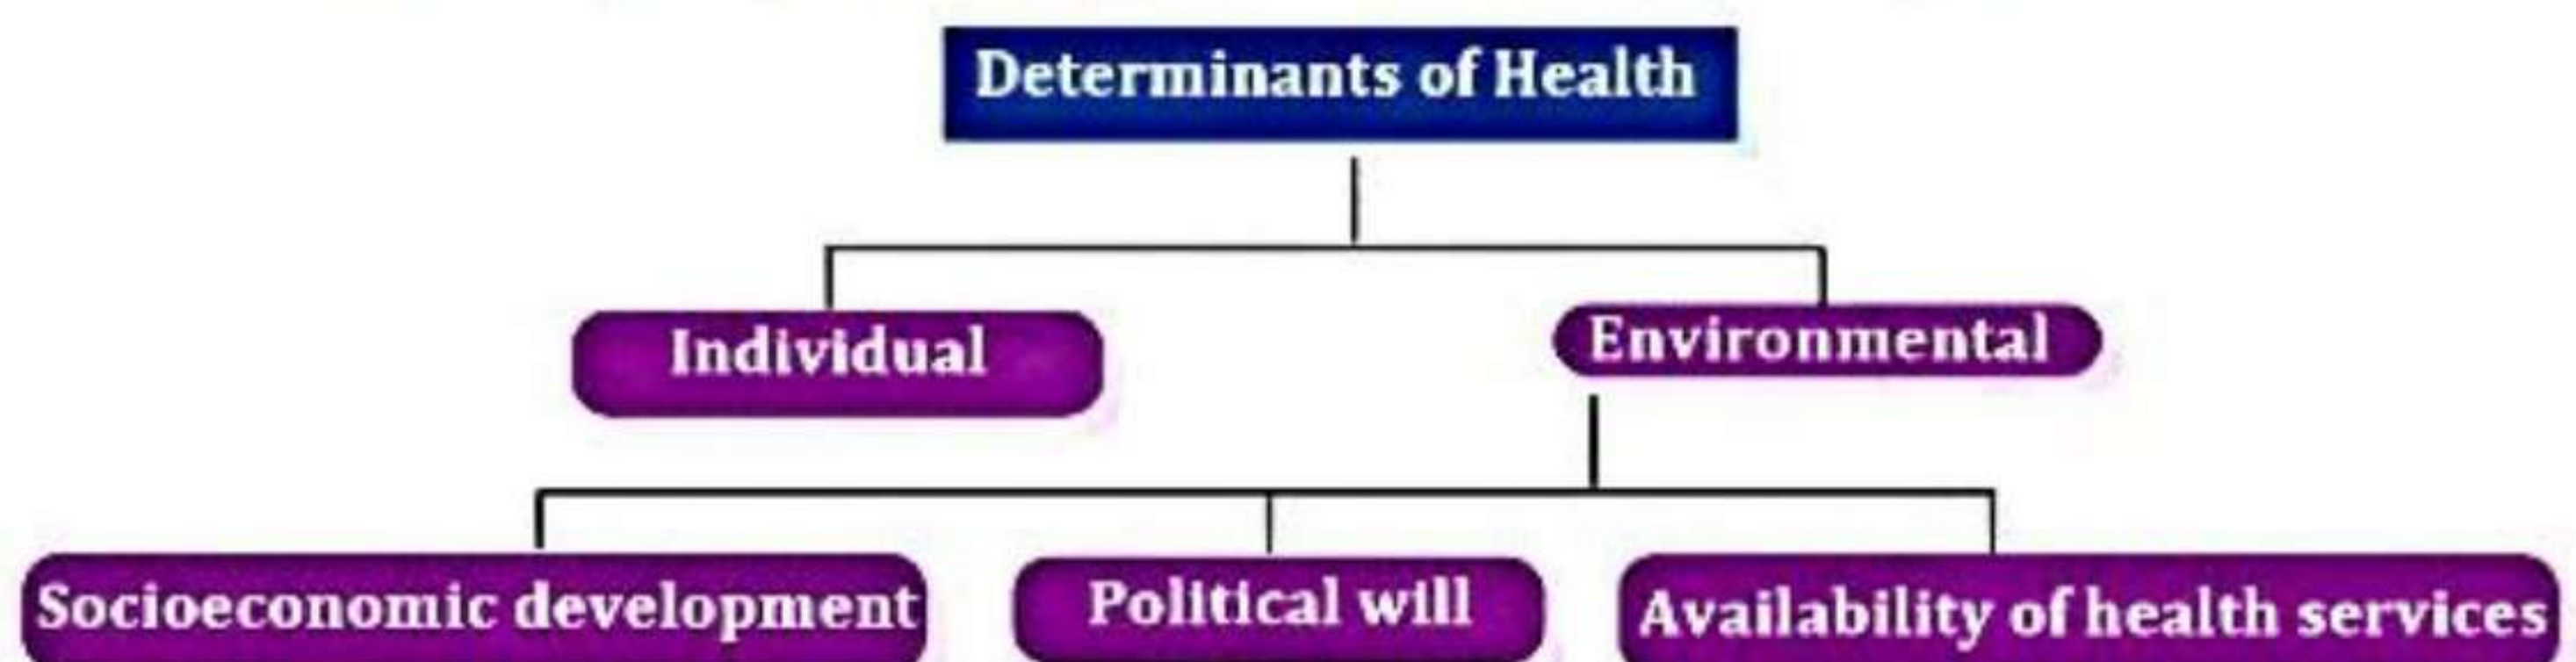 Determinants of Health
Individual
Environmental
Socioeconomic development
Political will
Availability of health services